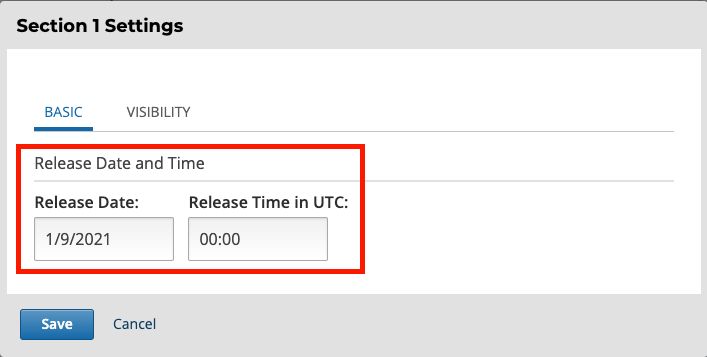 Section 1 Settings
BASIC VISIBILITY
Release Date and Time
Release Date: Release Time in UTC:
1/9/2021 00:00
Save Cancel